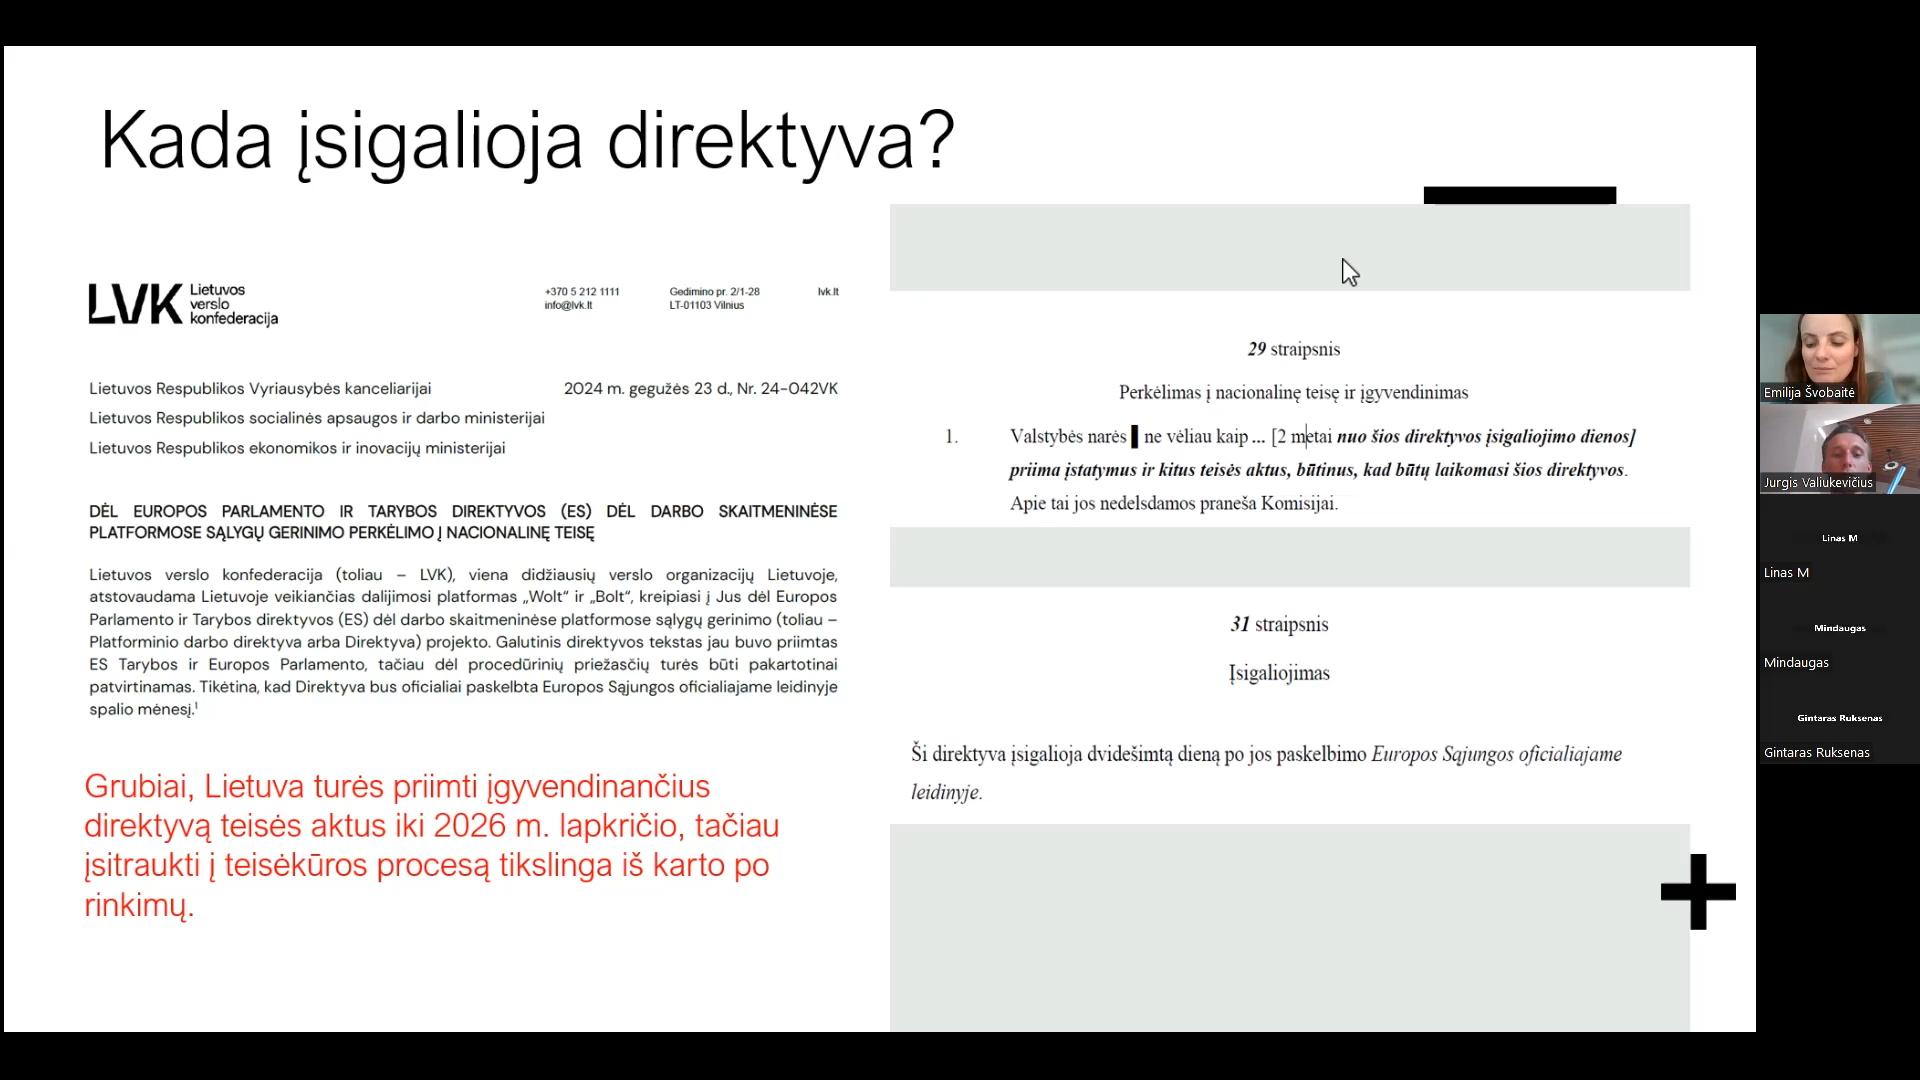 Kada įsigalioja direktyva?
LVK Lietuvos
verslo
konfederacija
+370 5 212 1111
info@lvk.lt
Gedimino pr. 2/1-28
LT-01103 Vilnius
lvk.lt
Lietuvos Respublikos Vyriausybės kanceliarijai
2024 m. gegužės 23 d., Nr. 24-042VK
Lietuvos Respublikos socialinės apsaugos ir darbo ministerijai
Lietuvos Respublikos ekonomikos ir inovacijų ministerijai
DĖL EUROPOS PARLAMENTO IR TARYBOS DIREKTYVOS (ES) DĖL DARBO SKAITMENINĖSE
PLATFORMOSE SĄLYGŲ GERINIMO PERKĖLIMO Į NACIONALINĘ TEISĘ
Lietuvos verslo konfederacija (toliau – LVK), viena didžiausių verslo organizacijų Lietuvoje,
atstovaudama Lietuvoje veikiančias dalijimosi platformas „Wolt“ ir „Bolt“, kreipiasi į Jus dėl Europos
Parlamento ir Tarybos direktyvos (ES) dėl darbo skaitmeninėse platformose sąlygų gerinimo (toliau –
Platforminio darbo direktyva arba Direktyva) projekto. Galutinis direktyvos tekstas jau buvo priimtas
ES Tarybos ir Europos Parlamento, tačiau dėl procedūrinių priežasčių turės būti pakartotinai
patvirtinamas. Tikėtina, kad Direktyva bus oficialiai paskelbta Europos Sąjungos oficialiajame leidinyje
spalio mėnesį.¹
Grubiai, Lietuva turės priimti įgyvendinančius
direktyvą teisės aktus iki 2026 m. lapkričio, tačiau
įsitraukti į teisėkūros procesą tikslinga iš karto po
rinkimų.
29 straipsnis
Perkėlimas į nacionalinę teisę ir įgyvendinimas
1. Valstybės narės ▌ ne vėliau kaip ... [2 metai nuo šios direktyvos įsigaliojimo dienos]
priima įstatymus ir kitus teisės aktus, būtinus, kad būtų laikomasi šios direktyvos.
Apie tai jos nedelsdamos praneša Komisijai.
31 straipsnis
Įsigaliojimas
Ši direktyva įsigalioja dvidešimtą dieną po jos paskelbimo Europos Sąjungos oficialiajame
leidinyje.
Emilija Švobaitė
Jurgis Valiukevičius
Linas M
Linas M
Mindaugas
Mindaugas
Gintaras Ruksenas
Gintaras Ruksenas